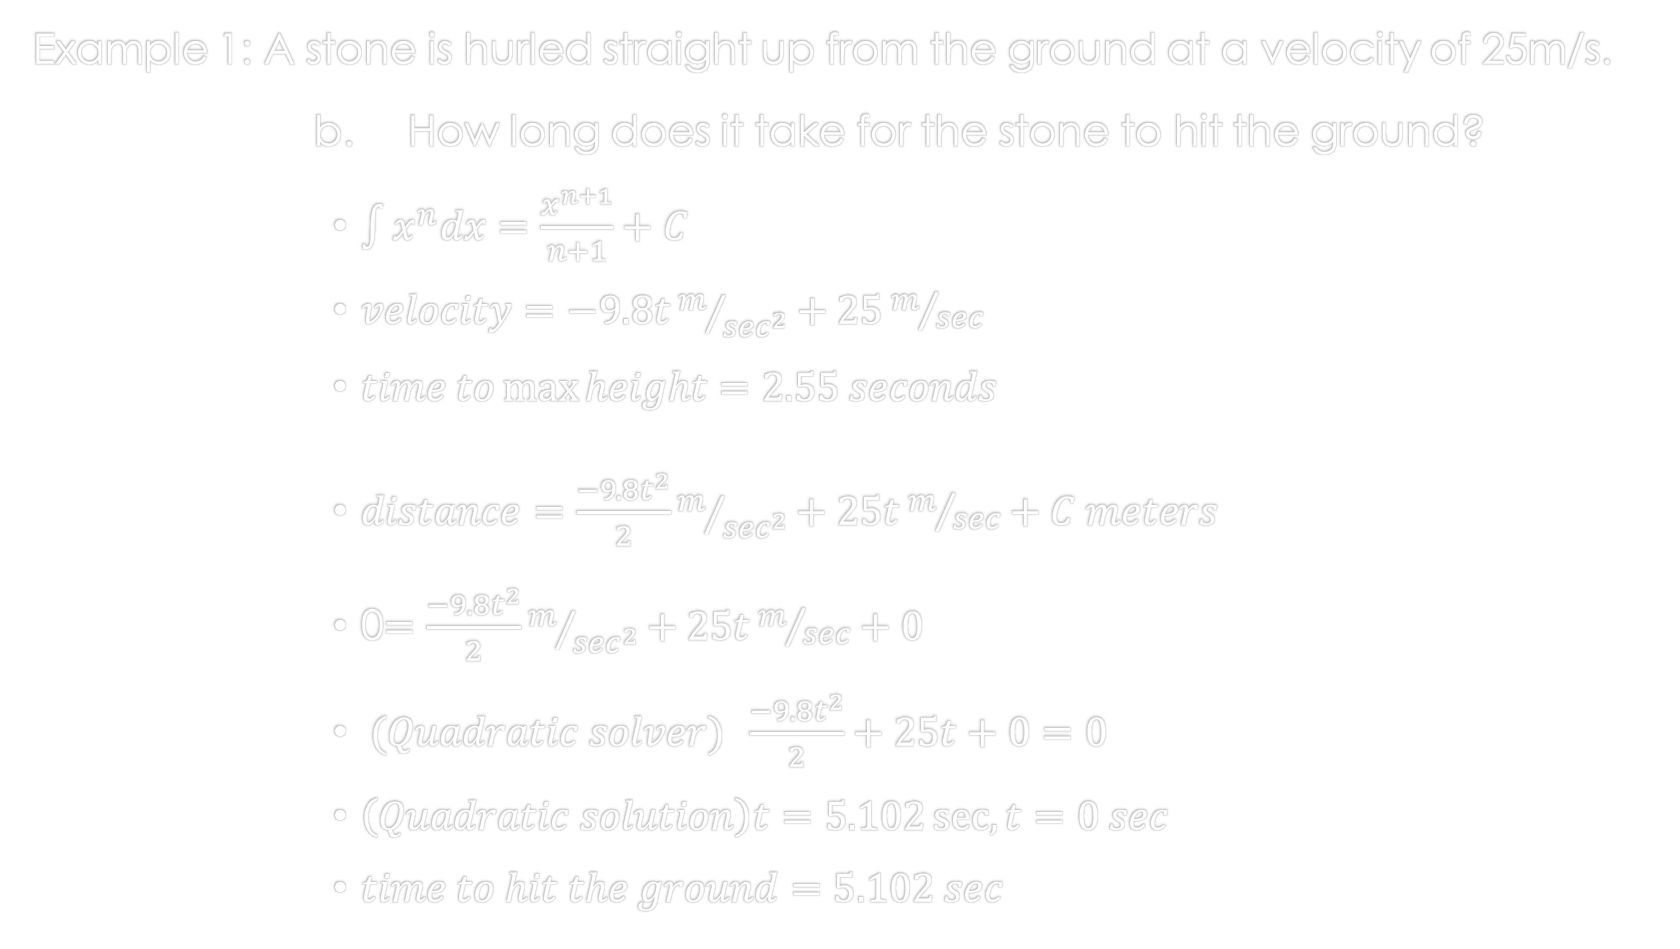 Example 1: A stone is hurled straight up from the ground at a velocity of 25m/s.
b. How long does it take for the stone to hit the ground?
• ∫ xⁿdx = xⁿ⁺¹/n+1 + C
• velocity = −9.8t m/sec² + 25 m/sec
• time to max height = 2.55 seconds
• distance = −9.8t²/2 m/sec² + 25t m/sec + C meters
• 0= −9.8t²/2 m/sec² + 25t m/sec + 0
• (Quadratic solver) −9.8t²/2 + 25t + 0 = 0
• (Quadratic solution)t = 5.102 sec, t = 0 sec
• time to hit the ground = 5.102 sec